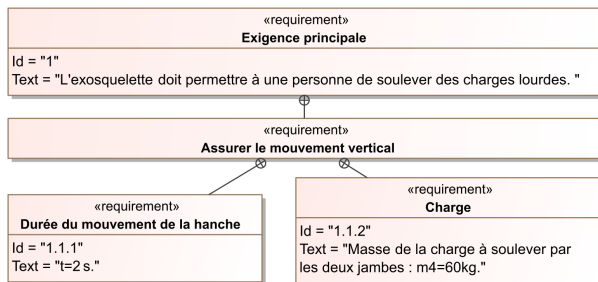 «requirement»
Exigence principale
Id = "1"
Text = "L'exosquelette doit permettre à une personne de soulever des charges lourdes. "
«requirement»
Assurer le mouvement vertical
«requirement»
Durée du mouvement de la hanche
Id = "1.1.1"
Text = "t=2 s."
«requirement»
Charge
Id = "1.1.2"
Text = "Masse de la charge à soulever par
les deux jambes : m4=60kg."